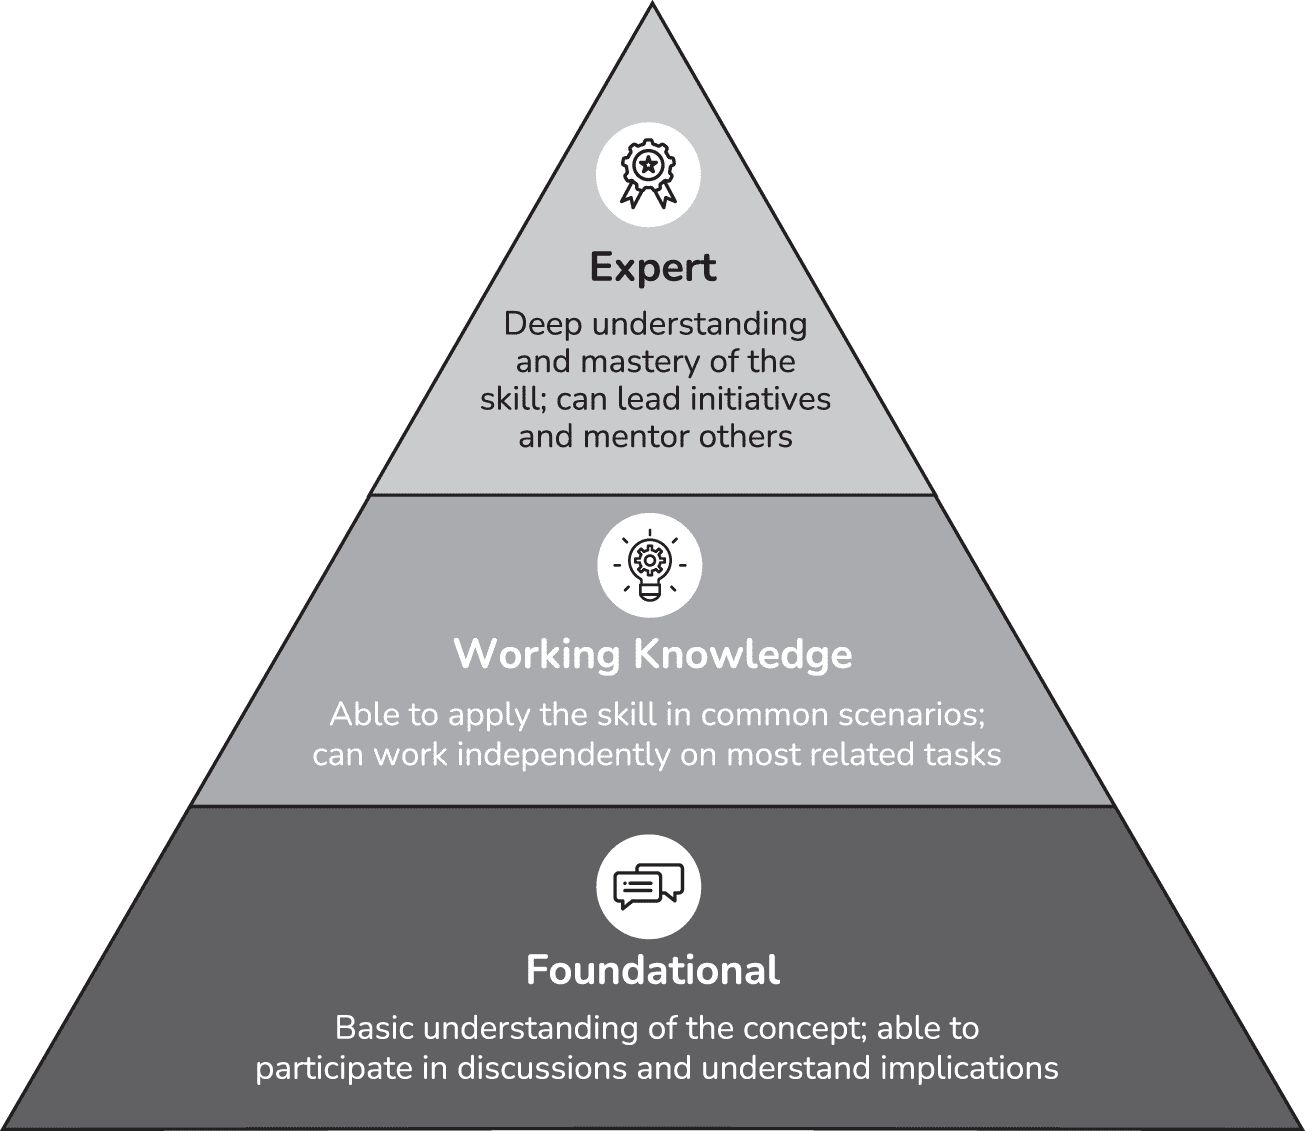 Expert
Deep understanding
and mastery of the
skill; can lead initiatives
and mentor others
Working Knowledge
Able to apply the skill in common scenarios;
can work independently on most related tasks
Foundational
Basic understanding of the concept; able to
participate in discussions and understand implications